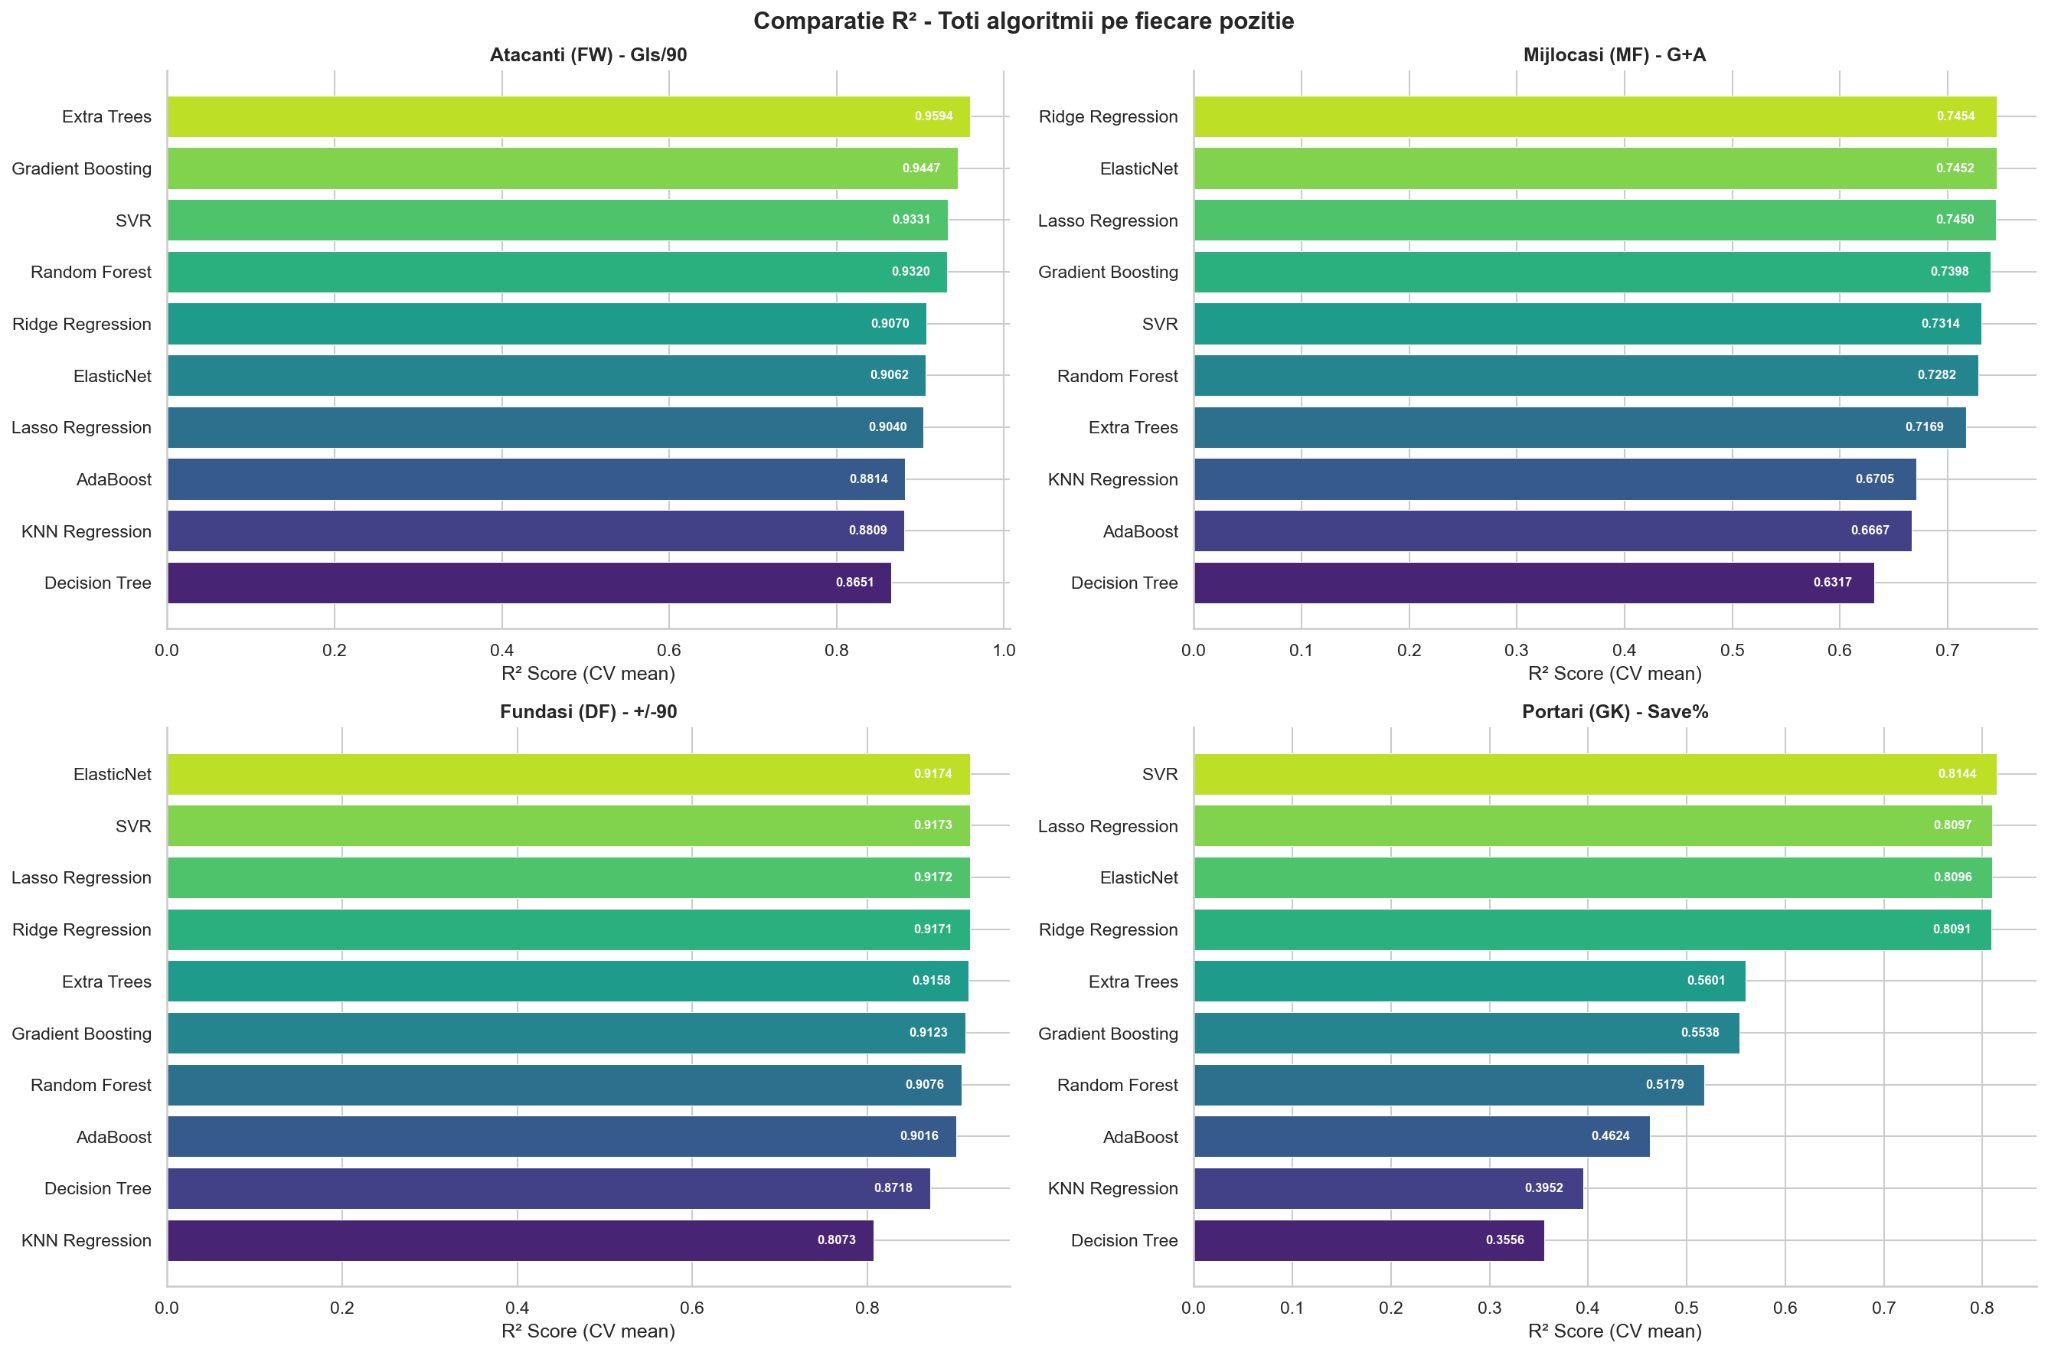 Comparatie R² - Toti algoritmii pe fiecare pozitie
Atacanti (FW) - Gls/90
Extra Trees 0.9594
Gradient Boosting 0.9447
SVR 0.9331
Random Forest 0.9320
Ridge Regression 0.9070
ElasticNet 0.9062
Lasso Regression 0.9040
AdaBoost 0.8814
KNN Regression 0.8809
Decision Tree 0.8651
0.0 0.2 0.4 0.6 0.8 1.0
R² Score (CV mean)
Mijlocasi (MF) - G+A
Ridge Regression 0.7454
ElasticNet 0.7452
Lasso Regression 0.7450
Gradient Boosting 0.7398
SVR 0.7314
Random Forest 0.7282
Extra Trees 0.7169
KNN Regression 0.6705
AdaBoost 0.6667
Decision Tree 0.6317
0.0 0.1 0.2 0.3 0.4 0.5 0.6 0.7
R² Score (CV mean)
Fundasi (DF) - +/-90
ElasticNet 0.9174
SVR 0.9173
Lasso Regression 0.9172
Ridge Regression 0.9171
Extra Trees 0.9158
Gradient Boosting 0.9123
Random Forest 0.9076
AdaBoost 0.9016
Decision Tree 0.8718
KNN Regression 0.8073
0.0 0.2 0.4 0.6 0.8
R² Score (CV mean)
Portari (GK) - Save%
SVR 0.8144
Lasso Regression 0.8097
ElasticNet 0.8096
Ridge Regression 0.8091
Extra Trees 0.5601
Gradient Boosting 0.5538
Random Forest 0.5179
AdaBoost 0.4624
KNN Regression 0.3952
Decision Tree 0.3556
0.0 0.1 0.2 0.3 0.4 0.5 0.6 0.7 0.8
R² Score (CV mean)